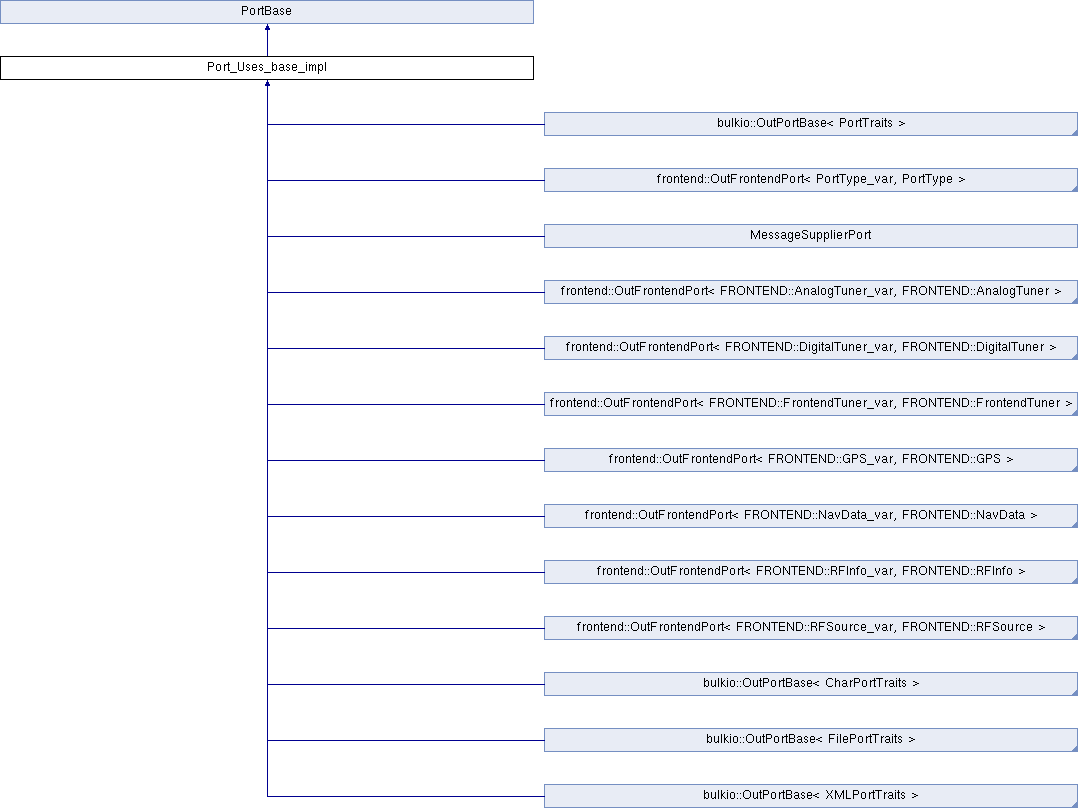 PortBase
Port_Uses_base_impl
bulkio::OutPortBase< PortTraits >
frontend::OutFrontendPort< PortType_var, PortType >
MessageSupplierPort
frontend::OutFrontendPort< FRONTEND::AnalogTuner_var, FRONTEND::AnalogTuner >
frontend::OutFrontendPort< FRONTEND::DigitalTuner_var, FRONTEND::DigitalTuner >
frontend::OutFrontendPort< FRONTEND::FrontendTuner_var, FRONTEND::FrontendTuner >
frontend::OutFrontendPort< FRONTEND::GPS_var, FRONTEND::GPS >
frontend::OutFrontendPort< FRONTEND::NavData_var, FRONTEND::NavData >
frontend::OutFrontendPort< FRONTEND::RFInfo_var, FRONTEND::RFInfo >
frontend::OutFrontendPort< FRONTEND::RFSource_var, FRONTEND::RFSource >
bulkio::OutPortBase< CharPortTraits >
bulkio::OutPortBase< FilePortTraits >
bulkio::OutPortBase< XMLPortTraits >